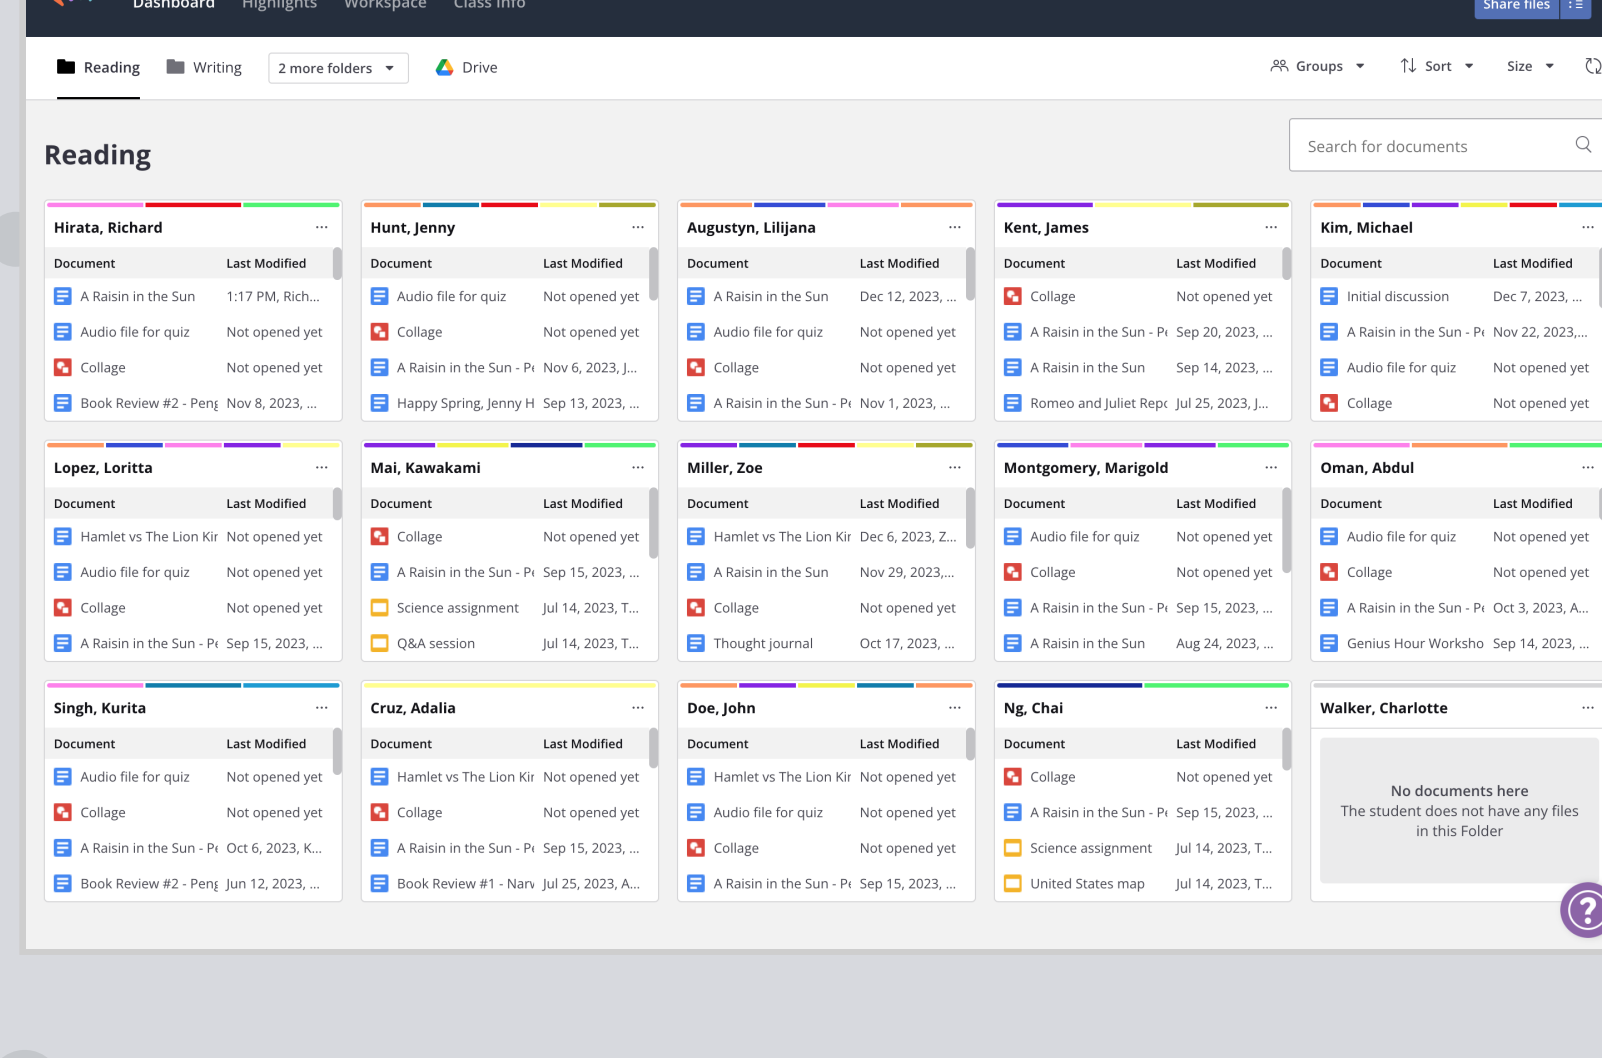 Dashboard Highlights Workspace Class Info Share files
Reading Writing 2 more folders Drive Groups Sort Size
Reading Search for documents
Hirata, Richard ...
Document Last Modified
A Raisin in the Sun 1:17 PM, Rich...
Audio file for quiz Not opened yet
Collage Not opened yet
Book Review #2 - Peng Nov 8, 2023, ...
Hunt, Jenny ...
Document Last Modified
Audio file for quiz Not opened yet
Collage Not opened yet
A Raisin in the Sun - Pe Nov 6, 2023, J...
Happy Spring, Jenny H Sep 13, 2023, ...
Augustyn, Lilijana ...
Document Last Modified
A Raisin in the Sun Dec 12, 2023, ...
Audio file for quiz Not opened yet
Collage Not opened yet
A Raisin in the Sun - Pe Nov 1, 2023, ...
Kent, James ...
Document Last Modified
Collage Not opened yet
A Raisin in the Sun - Pe Sep 20, 2023, ...
A Raisin in the Sun Sep 14, 2023, ...
Romeo and Juliet Repo Jul 25, 2023, J...
Kim, Michael ...
Document Last Modified
Initial discussion Dec 7, 2023, ...
A Raisin in the Sun - Pe Nov 22, 2023,...
Audio file for quiz Not opened yet
Collage Not opened yet
Lopez, Loritta ...
Document Last Modified
Hamlet vs The Lion Kin Not opened yet
Audio file for quiz Not opened yet
Collage Not opened yet
A Raisin in the Sun - Pe Sep 15, 2023, ...
Mai, Kawakami ...
Document Last Modified
Collage Not opened yet
A Raisin in the Sun - Pe Sep 15, 2023, ...
Science assignment Jul 14, 2023, T...
Q&A session Jul 14, 2023, T...
Miller, Zoe ...
Document Last Modified
Hamlet vs The Lion Kin Dec 6, 2023, Z...
A Raisin in the Sun Nov 29, 2023,...
Collage Not opened yet
Thought journal Oct 17, 2023, ...
Montgomery, Marigold ...
Document Last Modified
Audio file for quiz Not opened yet
Collage Not opened yet
A Raisin in the Sun - Pe Sep 15, 2023, ...
A Raisin in the Sun Aug 24, 2023, ...
Oman, Abdul ...
Document Last Modified
Audio file for quiz Not opened yet
Collage Not opened yet
A Raisin in the Sun - Pe Oct 3, 2023, A...
Genius Hour Worksho Sep 14, 2023, ...
Singh, Kurita ...
Document Last Modified
Audio file for quiz Not opened yet
Collage Not opened yet
A Raisin in the Sun - Pe Oct 6, 2023, K...
Book Review #2 - Peng Jun 12, 2023, ...
Cruz, Adalia ...
Document Last Modified
Hamlet vs The Lion Kin Not opened yet
Collage Not opened yet
A Raisin in the Sun - Pe Sep 15, 2023, ...
Book Review #1 - Narv Jul 25, 2023, A...
Doe, John ...
Document Last Modified
Hamlet vs The Lion Kin Not opened yet
Audio file for quiz Not opened yet
Collage Not opened yet
A Raisin in the Sun - Pe Sep 15, 2023, ...
Ng, Chai ...
Document Last Modified
Collage Not opened yet
A Raisin in the Sun - Pe Sep 15, 2023, ...
Science assignment Jul 14, 2023, T...
United States map Jul 14, 2023, T...
Walker, Charlotte ...
No documents here
The student does not have any files
in this Folder
?